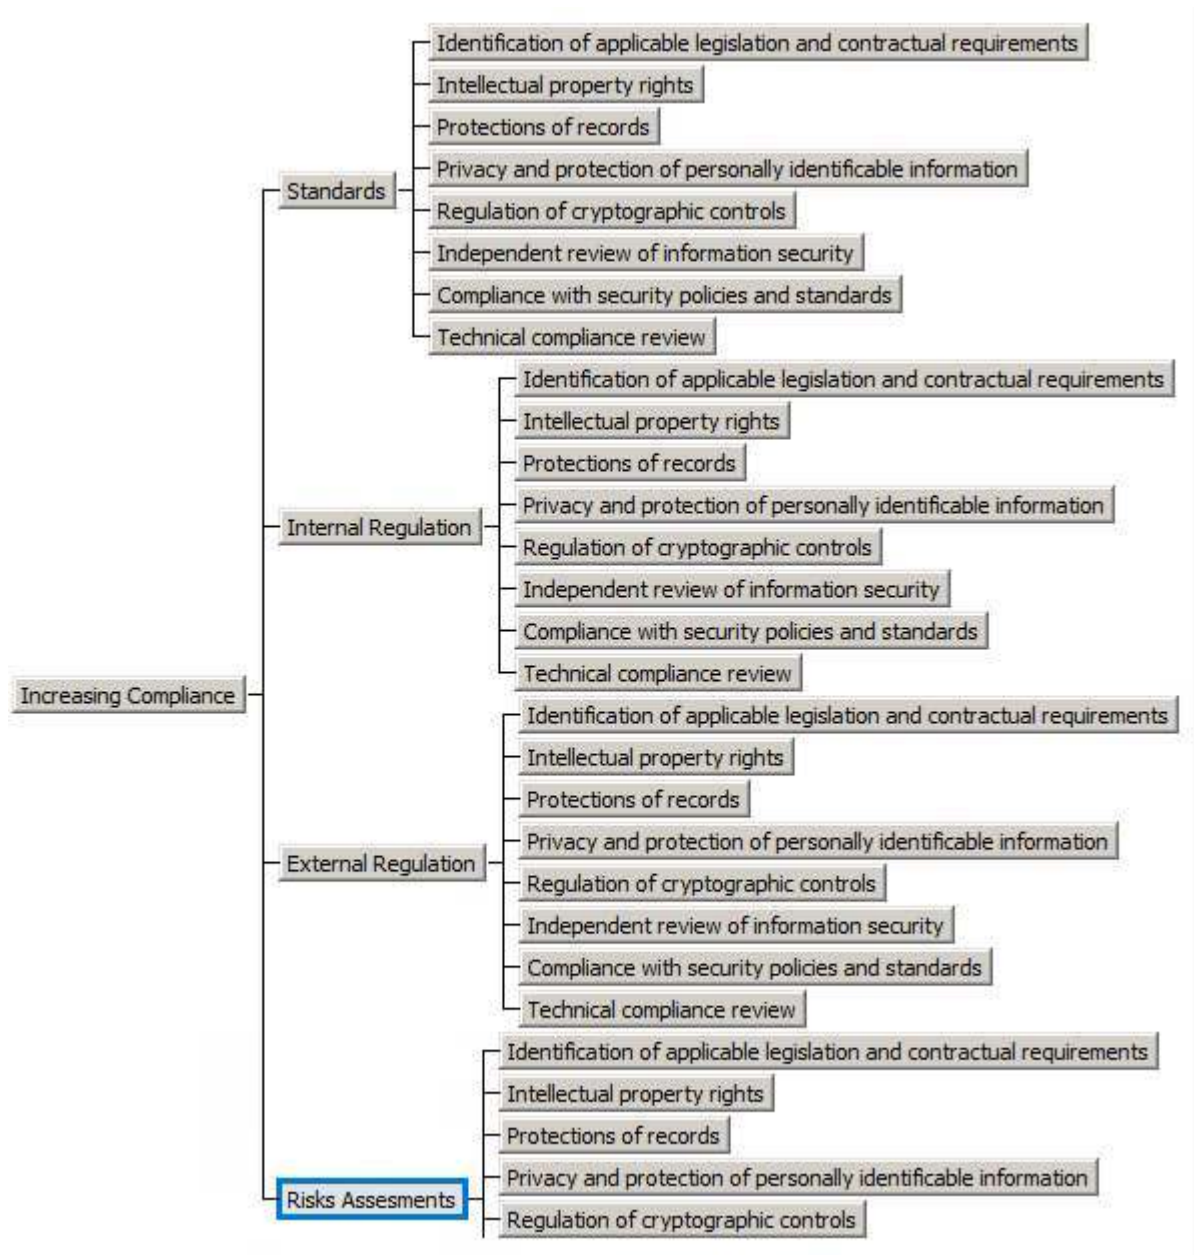 Increasing Compliance
Standards
Identification of applicable legislation and contractual requirements
Intellectual property rights
Protections of records
Privacy and protection of personally identificable information
Regulation of cryptographic controls
Independent review of information security
Compliance with security policies and standards
Technical compliance review
Internal Regulation
Identification of applicable legislation and contractual requirements
Intellectual property rights
Protections of records
Privacy and protection of personally identificable information
Regulation of cryptographic controls
Independent review of information security
Compliance with security policies and standards
Technical compliance review
External Regulation
Identification of applicable legislation and contractual requirements
Intellectual property rights
Protections of records
Privacy and protection of personally identificable information
Regulation of cryptographic controls
Independent review of information security
Compliance with security policies and standards
Technical compliance review
Risks Assesments
Identification of applicable legislation and contractual requirements
Intellectual property rights
Protections of records
Privacy and protection of personally identificable information
Regulation of cryptographic controls